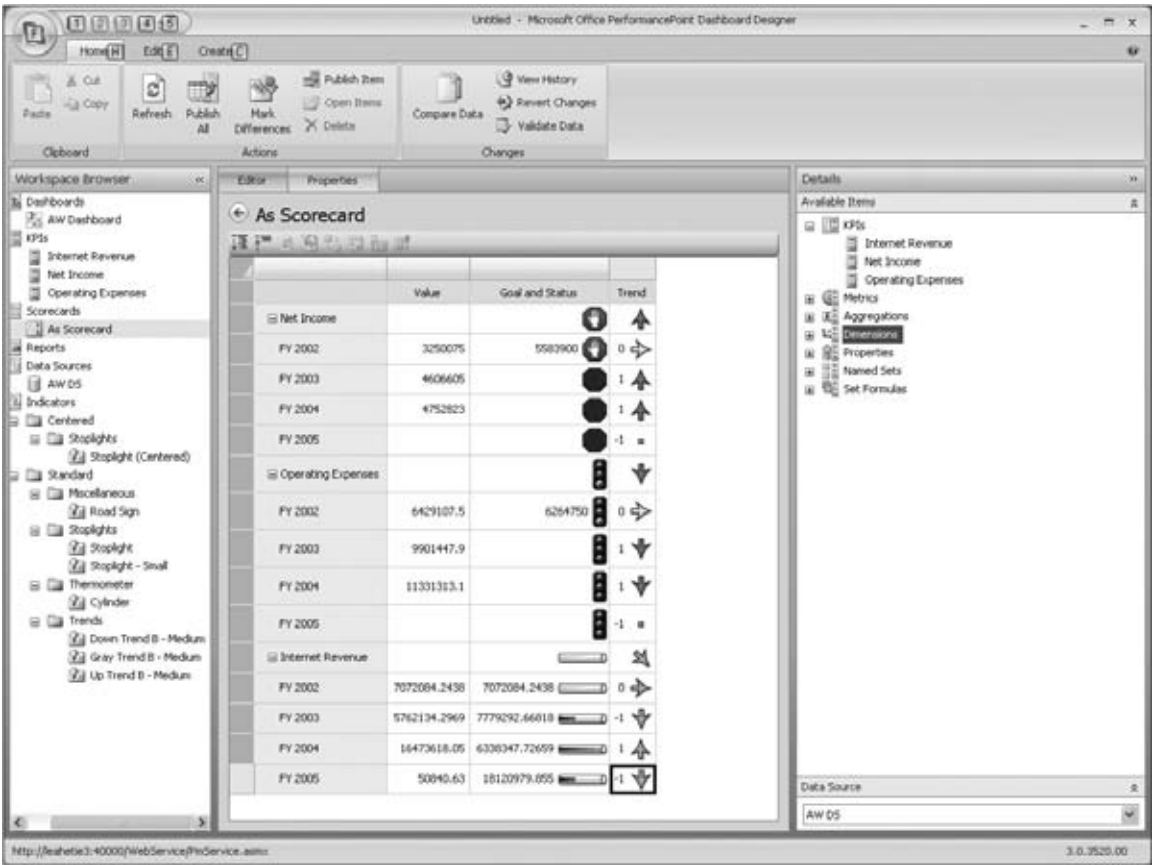 1 2 3 4 5
Untitled - Microsoft Office PerformancePoint Dashboard Designer
Home H Edit E Create C
Paste
Cut
Copy
Clipboard
Refresh
Publish All
Mark Differences
Publish Item
Open Items
Delete
Actions
Compare Data
View History
Revert Changes
Validate Data
Changes
Workspace Browser
Dashboards
AW Dashboard
KPIs
Internet Revenue
Net Income
Operating Expenses
Scorecards
As Scorecard
Reports
Data Sources
AW DS
Indicators
Centered
Stoplights
Stoplight (Centered)
Standard
Miscellaneous
Road Sign
Stoplights
Stoplight
Stoplight - Small
Thermometer
Cylinder
Trends
Down Trend B - Medium
Gray Trend B - Medium
Up Trend B - Medium
Editor Properties
As Scorecard
Value Goal and Status Trend
Net Income
FY 2002 3250075 5583900 0
FY 2003 4606605 1
FY 2004 4752823 1
FY 2005 -1
Operating Expenses
FY 2002 6429107.5 6264750 0
FY 2003 9901447.9 1
FY 2004 11331313.1 1
FY 2005 -1
Internet Revenue
FY 2002 7072084.2438 7072084.2438 0
FY 2003 5762134.2969 7779292.66818 -1
FY 2004 16473618.05 6338347.72659 1
FY 2005 50840.63 18120979.855 -1
Details
Available Items
KPIs
Internet Revenue
Net Income
Operating Expenses
Metrics
Aggregations
Dimensions
Properties
Named Sets
Set Formulas
Data Source
AW DS
http://leahetie3:40000/WebService/PmService.asmx 3.0.3520.00